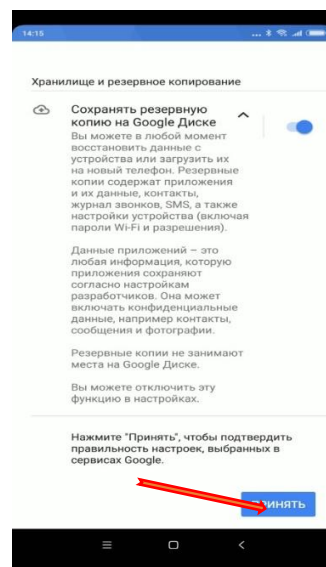 14:15
Хранилище и резервное копирование
Сохранять резервную
копию на Google Диске
Вы можете в любой момент
восстановить данные с
устройства или загрузить их
на новый телефон. Резервные
копии содержат приложения
и их данные, контакты,
журнал звонков, SMS, а также
настройки устройства (включая
пароли Wi-Fi и разрешения).
Данные приложений – это
любая информация, которую
приложения сохраняют
согласно настройкам
разработчиков. Она может
включать конфиденциальные
данные, например контакты,
сообщения и фотографии.
Резервные копии не занимают
места на Google Диске.
Вы можете отключить эту
функцию в настройках.
Нажмите "Принять", чтобы подтвердить
правильность настроек, выбранных в
сервисах Google.
ПРИНЯТЬ